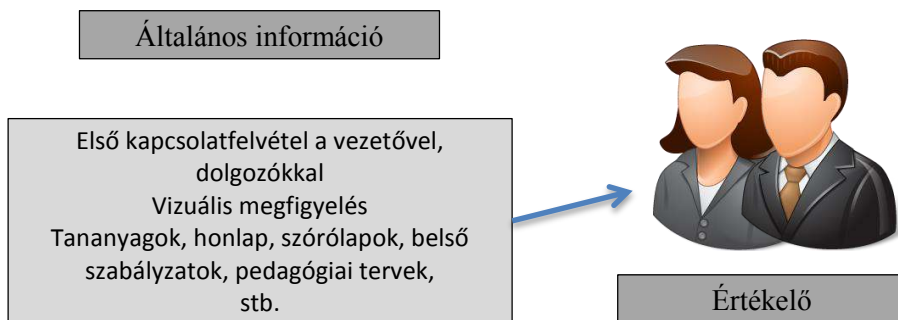 Általános információ
Első kapcsolatfelvétel a vezetővel,
dolgozókkal
Vizuális megfigyelés
Tananyagok, honlap, szórólapok, belső
szabályzatok, pedagógiai tervek,
stb.
Értékelő